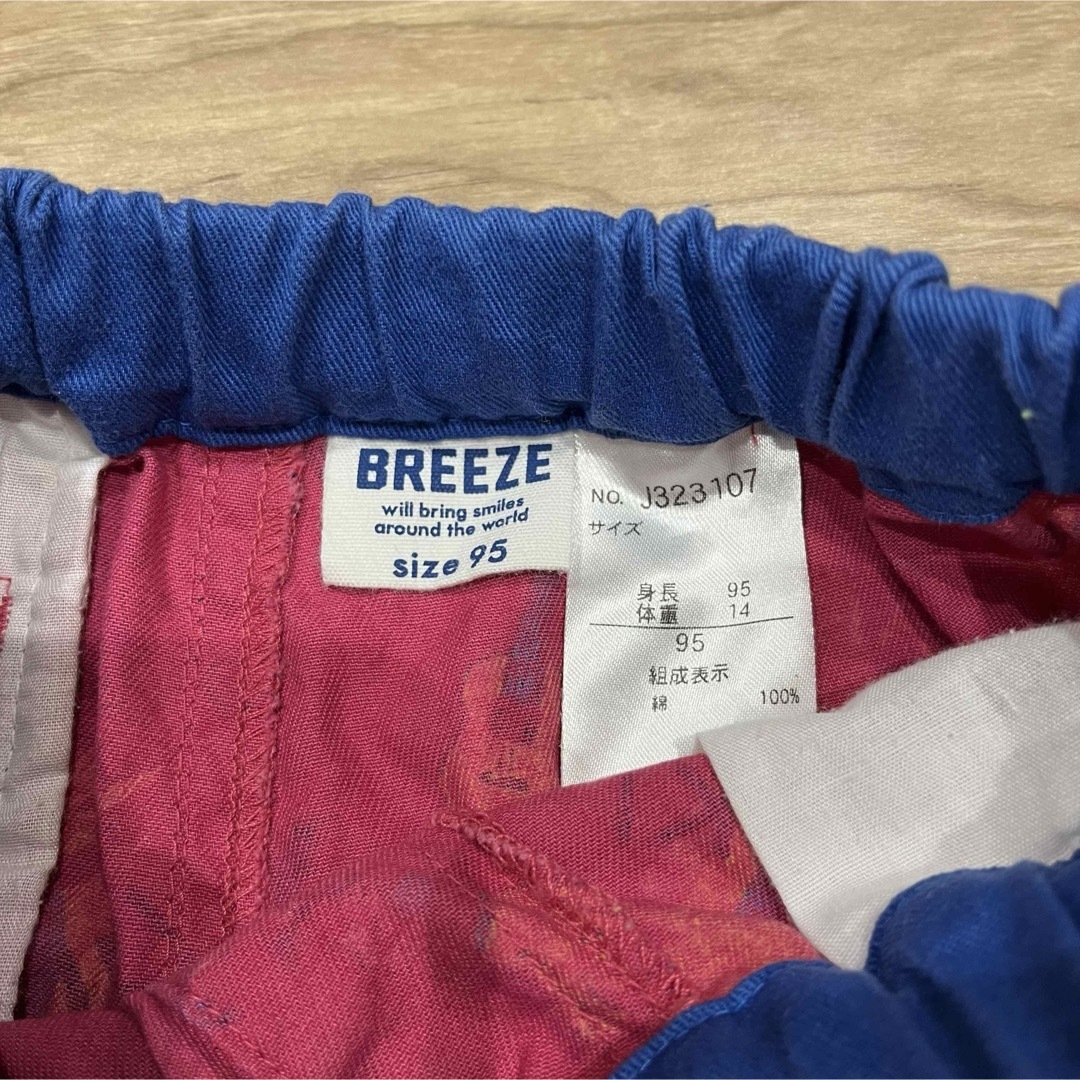 BREEZE
will bring smiles
around the world
size 95
NO. J323107
サイズ
身長 95
体重 14
95
組成表示
綿 100%